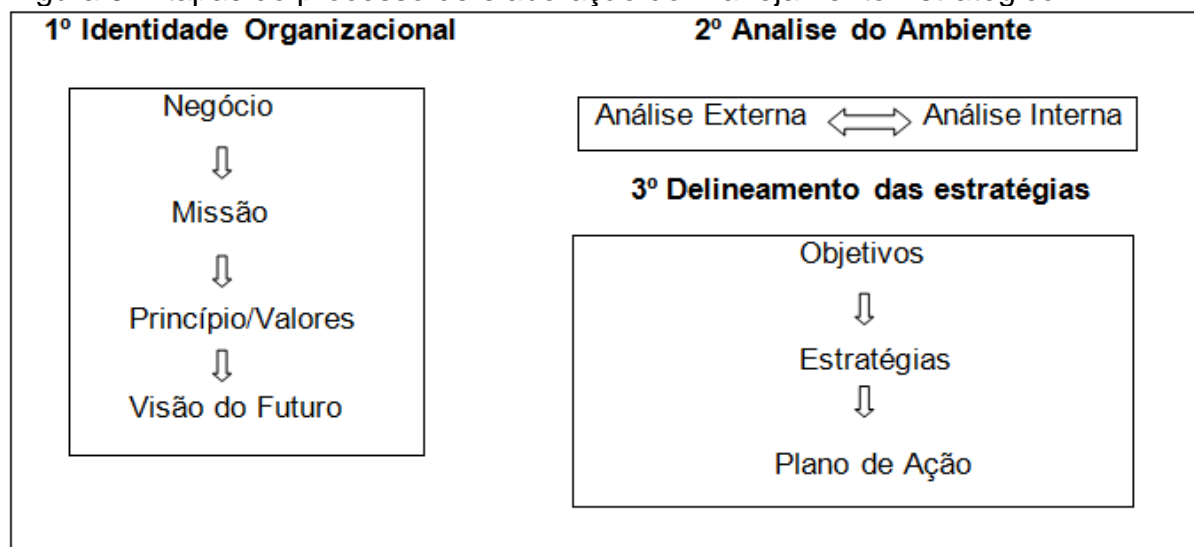 1º Identidade Organizacional
Negócio
Missão
Princípio/Valores
Visão do Futuro
2º Analise do Ambiente
Análise Externa Análise Interna
3º Delineamento das estratégias
Objetivos
Estratégias
Plano de Ação